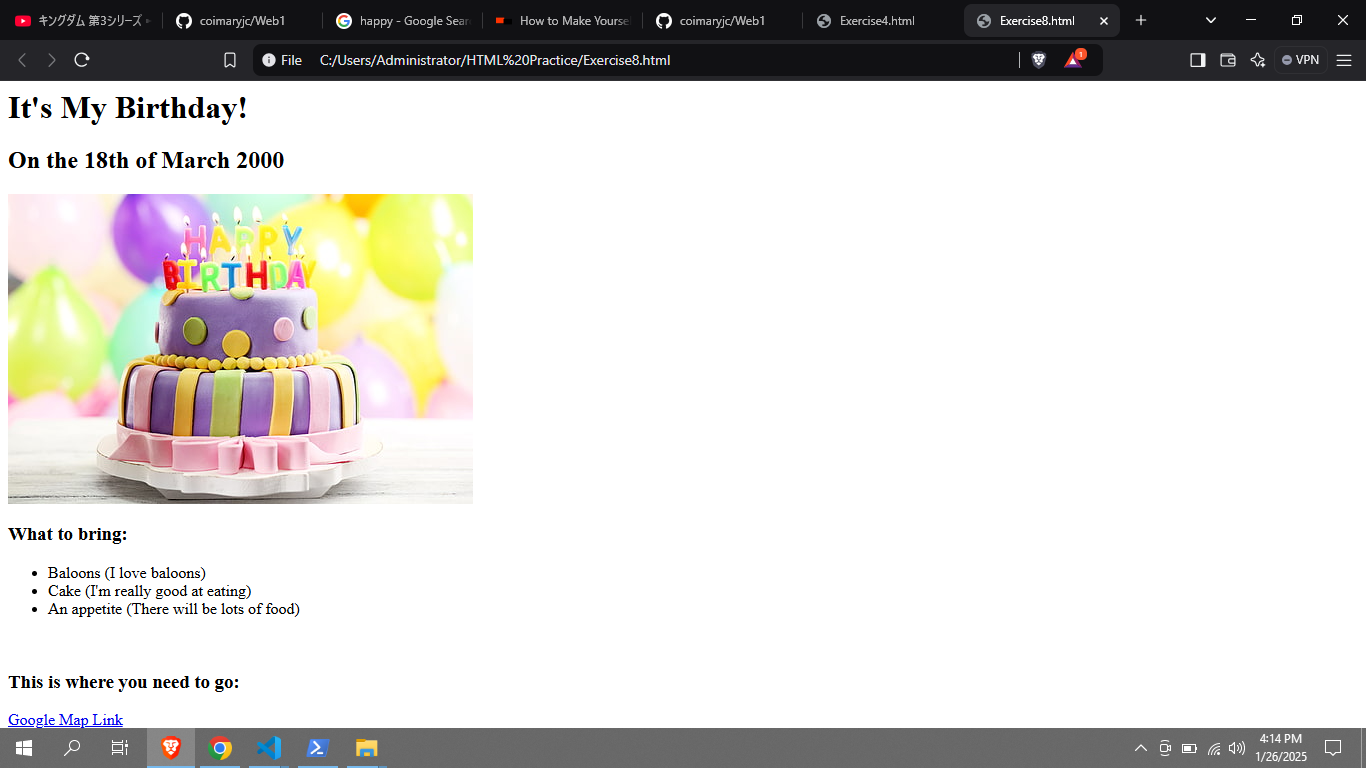 キングダム 第3シリーズ
coimaryjc/Web1
happy - Google Sear
How to Make Yourse
coimaryjc/Web1
Exercise4.html
Exercise8.html
File C:/Users/Administrator/HTML%20Practice/Exercise8.html
1
VPN
It's My Birthday!
On the 18th of March 2000
HAPPY
BIRTHDAY
What to bring:
Baloons (I love baloons)
Cake (I'm really good at eating)
An appetite (There will be lots of food)
This is where you need to go:
Google Map Link
4:14 PM
1/26/2025